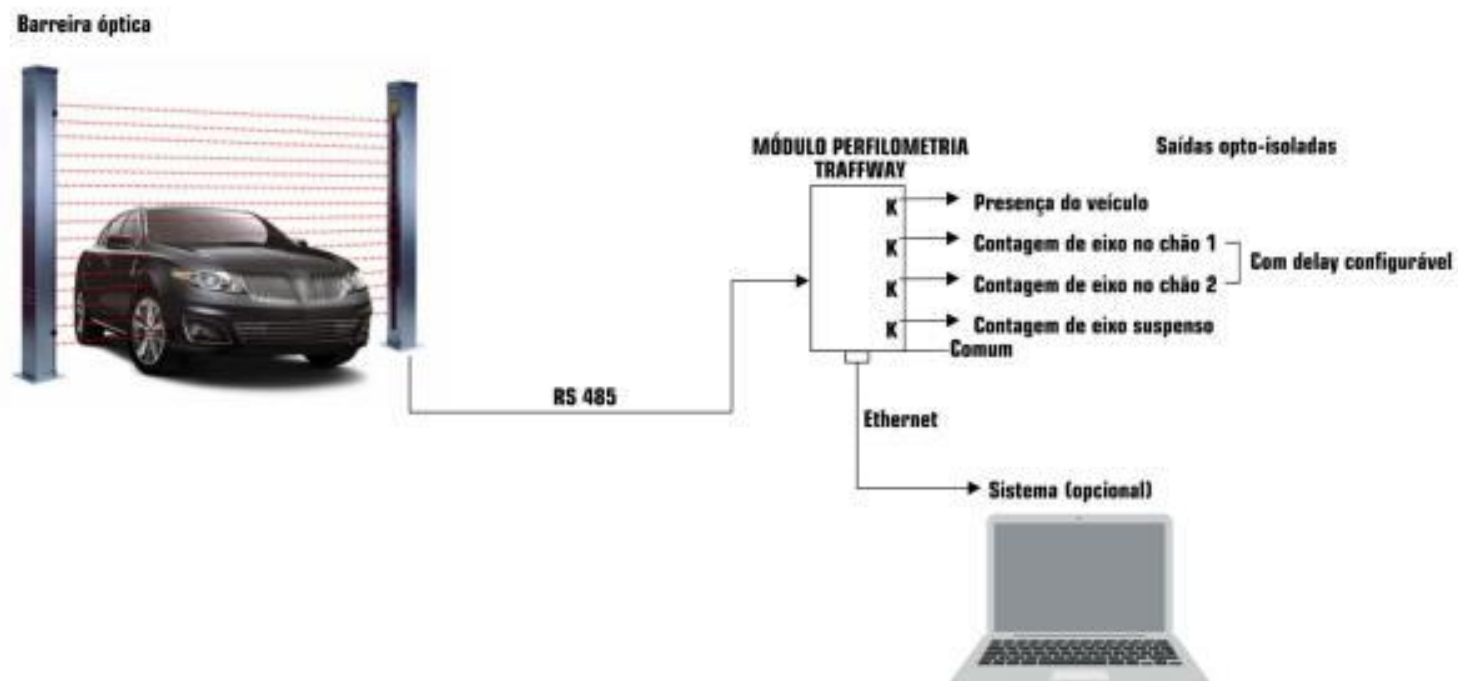 Barreira óptica
MÓDULO PERFILOMETRIA
TRAFFWAY
Saídas opto-isoladas
K
Presença do veículo
K
Contagem de eixo no chão 1
Com delay configurável
K
Contagem de eixo no chão 2
K
Contagem de eixo suspenso
Comum
RS 485
Ethernet
Sistema (opcional)